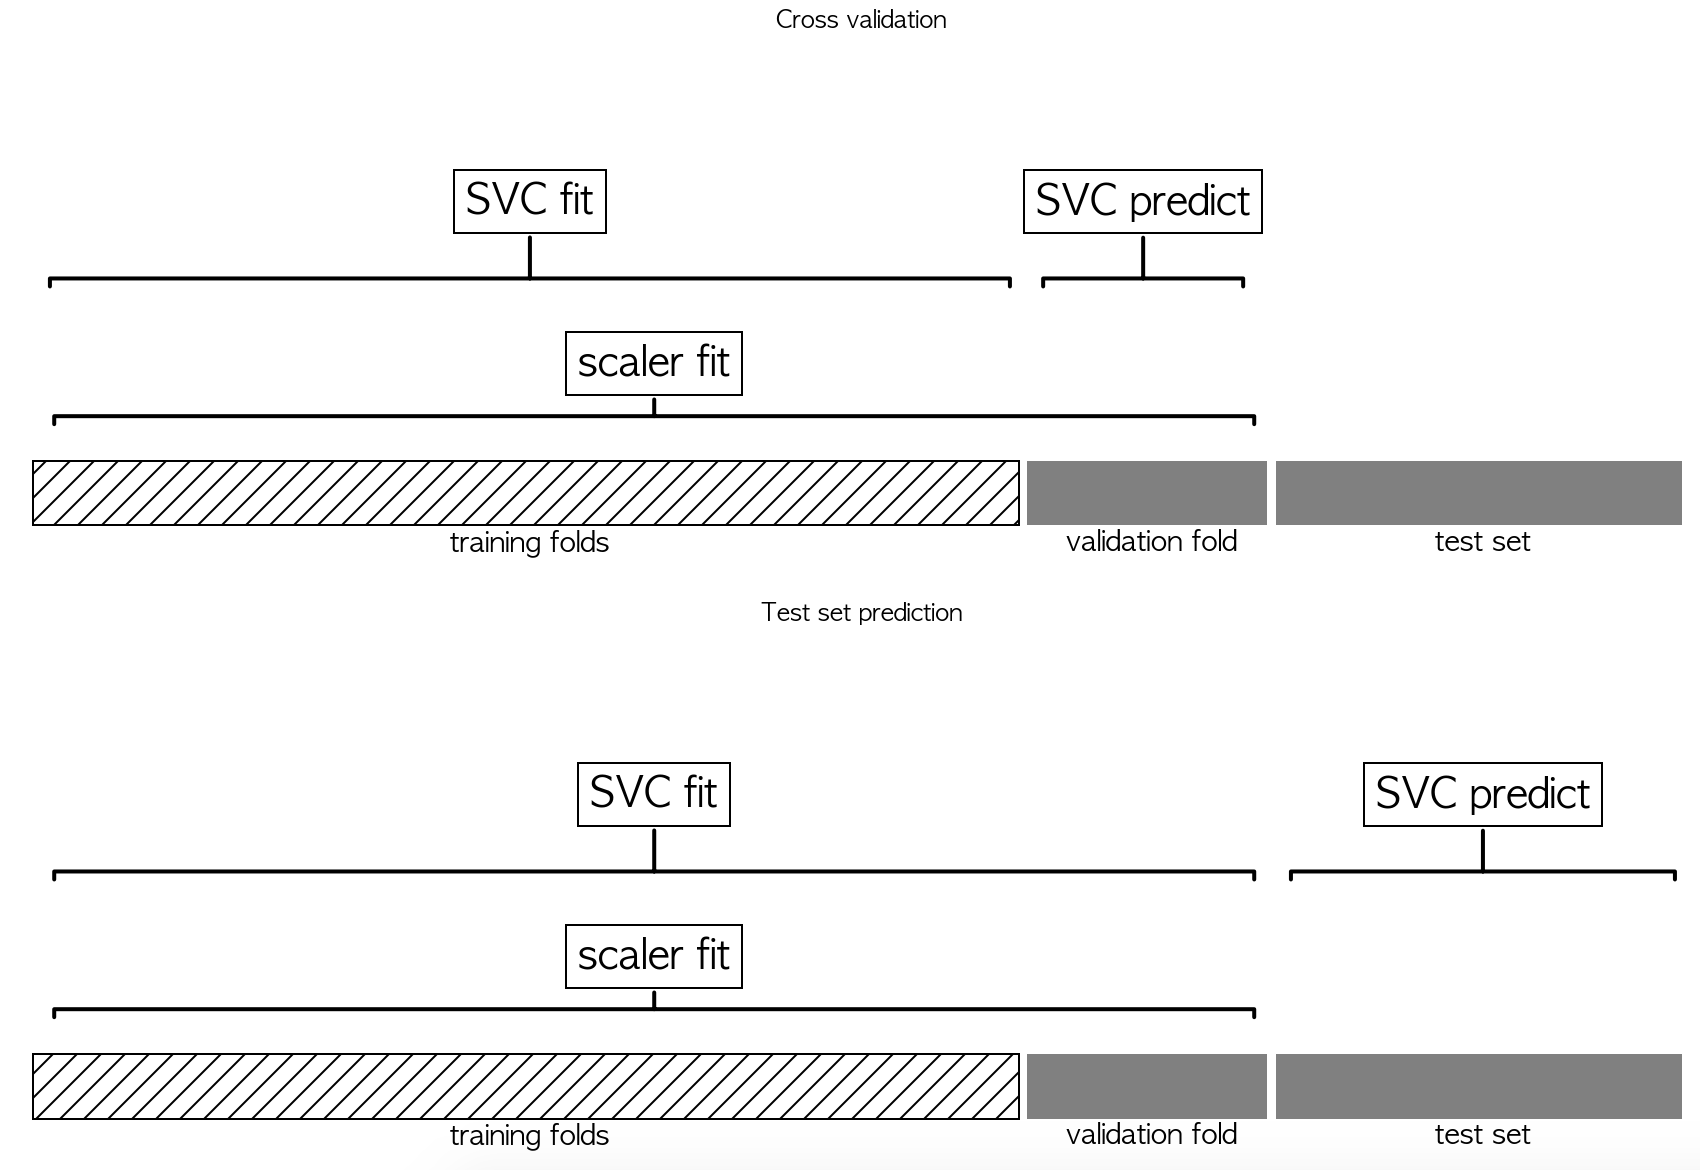 Cross validation
SVC fit
SVC predict
scaler fit
training folds
validation fold
test set
Test set prediction
SVC fit
SVC predict
scaler fit
training folds
validation fold
test set